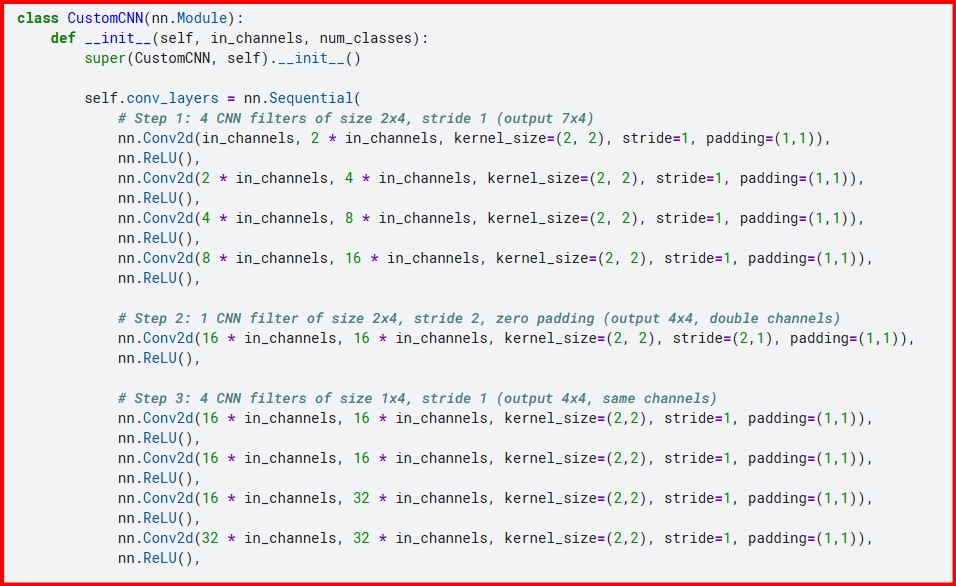 class CustomCNN(nn.Module):
    def __init__(self, in_channels, num_classes):
        super(CustomCNN, self).__init__()

        self.conv_layers = nn.Sequential(
            # Step 1: 4 CNN filters of size 2x4, stride 1 (output 7x4)
            nn.Conv2d(in_channels, 2 * in_channels, kernel_size=(2, 2), stride=1, padding=(1,1)),
            nn.ReLU(),
            nn.Conv2d(2 * in_channels, 4 * in_channels, kernel_size=(2, 2), stride=1, padding=(1,1)),
            nn.ReLU(),
            nn.Conv2d(4 * in_channels, 8 * in_channels, kernel_size=(2, 2), stride=1, padding=(1,1)),
            nn.ReLU(),
            nn.Conv2d(8 * in_channels, 16 * in_channels, kernel_size=(2, 2), stride=1, padding=(1,1)),
            nn.ReLU(),

            # Step 2: 1 CNN filter of size 2x4, stride 2, zero padding (output 4x4, double channels)
            nn.Conv2d(16 * in_channels, 16 * in_channels, kernel_size=(2, 2), stride=(2,1), padding=(1,1)),
            nn.ReLU(),

            # Step 3: 4 CNN filters of size 1x4, stride 1 (output 4x4, same channels)
            nn.Conv2d(16 * in_channels, 16 * in_channels, kernel_size=(2,2), stride=1, padding=(1,1)),
            nn.ReLU(),
            nn.Conv2d(16 * in_channels, 16 * in_channels, kernel_size=(2,2), stride=1, padding=(1,1)),
            nn.ReLU(),
            nn.Conv2d(16 * in_channels, 32 * in_channels, kernel_size=(2,2), stride=1, padding=(1,1)),
            nn.ReLU(),
            nn.Conv2d(32 * in_channels, 32 * in_channels, kernel_size=(2,2), stride=1, padding=(1,1)),
            nn.ReLU(),